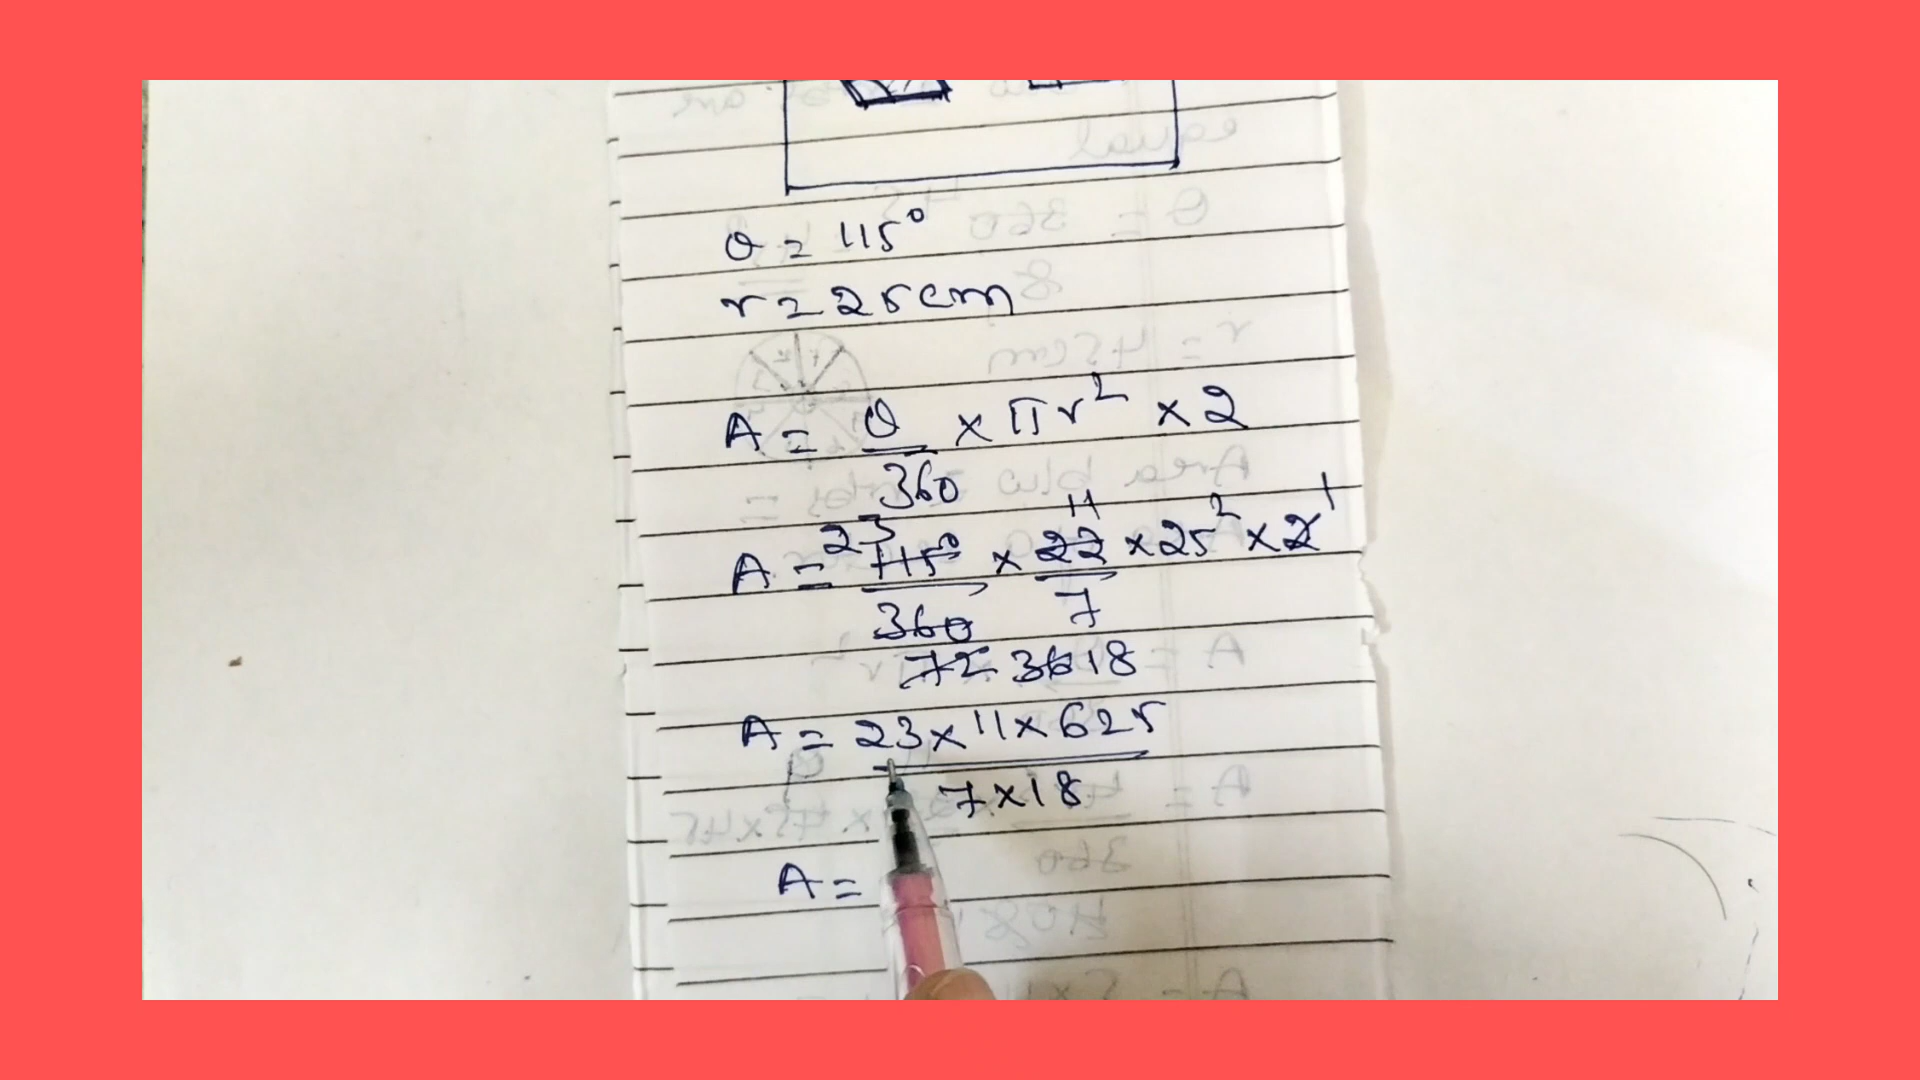 θ = 115°
r = 25cm
A = θ/360 × πr² × 2
23 11 1
A = 115°/360 × 22/7 × 25² × 2
72 36 18
A = 23×11×625/7×18
A =